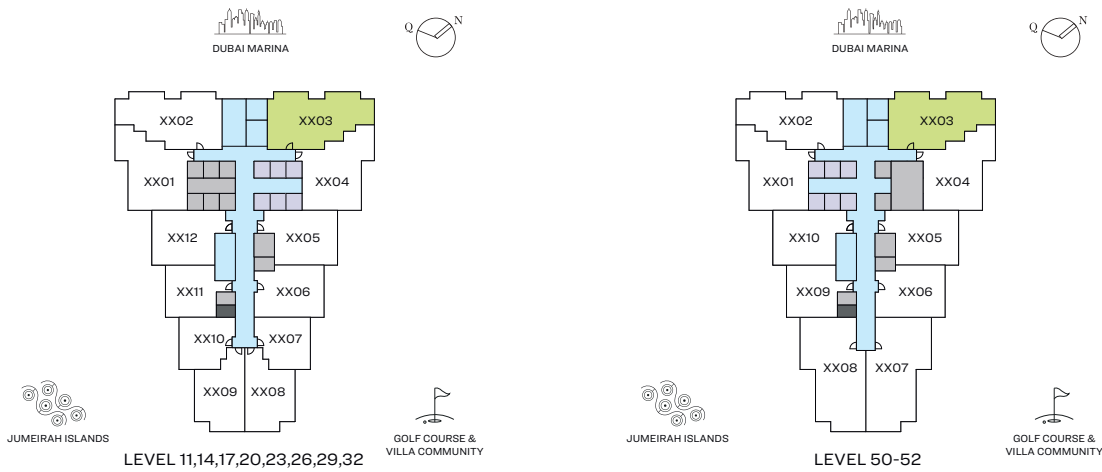 DUBAI MARINA
Q N
XX02
XX03
XX01
XX04
XX12
XX05
XX11
XX06
XX10
XX07
XX09
XX08
JUMEIRAH ISLANDS
GOLF COURSE &
VILLA COMMUNITY
LEVEL 11,14,17,20,23,26,29,32
DUBAI MARINA
Q N
XX02
XX03
XX01
XX04
XX10
XX05
XX09
XX06
XX08
XX07
JUMEIRAH ISLANDS
GOLF COURSE &
VILLA COMMUNITY
LEVEL 50-52